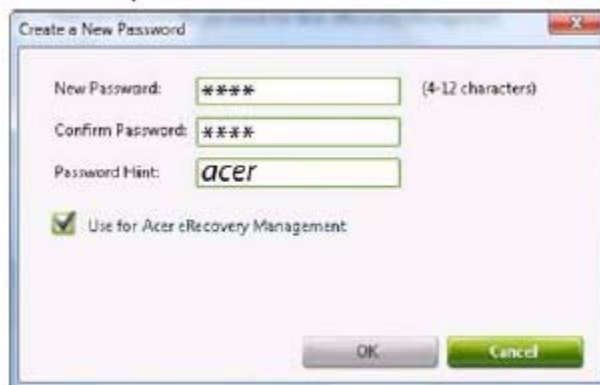 Create a New Password
New Password: **** (4-12 characters)
Confirm Password: ****
Password Hint: acer
Use for Acer eRecovery Management
OK Cancel